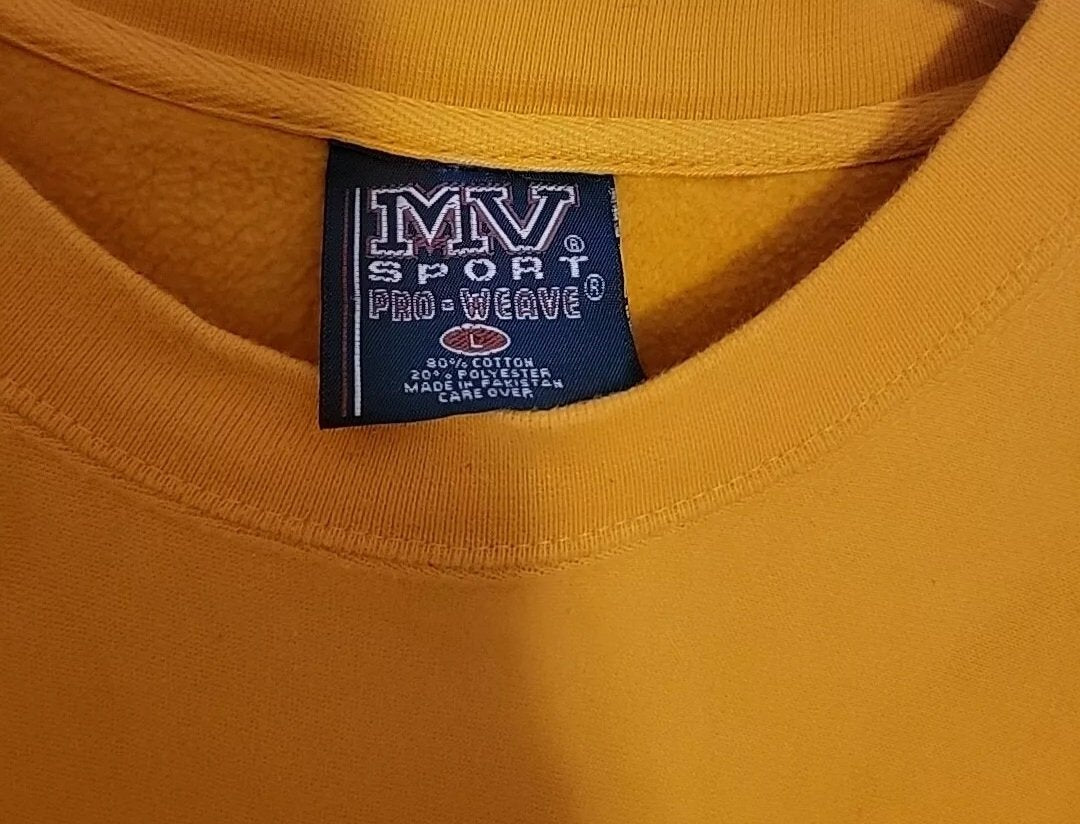 MV®
SPORT
PRO-WEAVE®
L
80% COTTON
20% POLYESTER
MADE IN PAKISTAN
CARE OVER